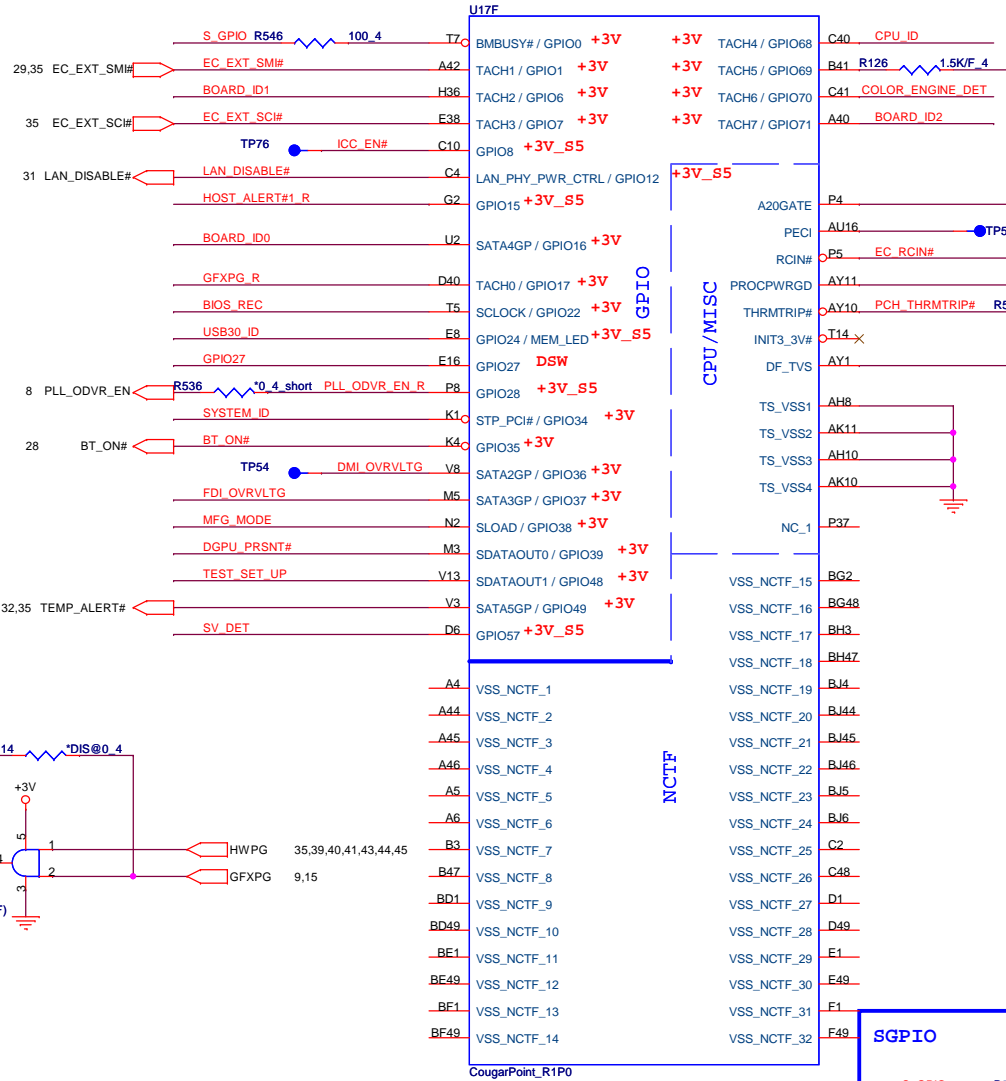 U17F
S_GPIO R546 100_4 T7 BMBUSY# / GPIO0 +3V +3V TACH4 / GPIO68 C40 CPU_ID
29,35 EC_EXT_SMI# EC_EXT_SMI# A42 TACH1 / GPIO1 +3V +3V TACH5 / GPIO69 B41 R126 1.5K/F_4
BOARD_ID1 H36 TACH2 / GPIO6 +3V +3V TACH6 / GPIO70 C41 COLOR_ENGINE_DET
35 EC_EXT_SCI# EC_EXT_SCI# E38 TACH3 / GPIO7 +3V +3V TACH7 / GPIO71 A40 BOARD_ID2
TP76 ICC_EN# C10 GPIO8 +3V_S5
31 LAN_DISABLE# LAN_DISABLE# C4 LAN_PHY_PWR_CTRL / GPIO12 +3V_S5
HOST_ALERT#1_R G2 GPIO15 +3V_S5 A20GATE P4
PECI AU16 TP5
BOARD_ID0 U2 SATA4GP / GPIO16 +3V
RCIN# P5 EC_RCIN#
GFXPG_R D40 TACH0 / GPIO17 +3V PROCPWRGD AY11
BIOS_REC T5 SCLOCK / GPIO22 +3V THRMTRIP# AY10 PCH_THRMTRIP# R5
USB30_ID E8 GPIO24 / MEM_LED +3V_S5 INIT3_3V# T14
GPIO27 E16 GPIO27 DSW DF_TVS AY1
GPIO
CPU/MISC
8 PLL_ODVR_EN R536 *0_4_short PLL_ODVR_EN_R P8 GPIO28 +3V_S5
SYSTEM_ID K1 STP_PCI# / GPIO34 +3V TS_VSS1 AH8
28 BT_ON# BT_ON# K4 GPIO35 +3V TS_VSS2 AK11
TP54 DMI_OVRVLTG V8 SATA2GP / GPIO36 +3V TS_VSS3 AH10
FDI_OVRVLTG M5 SATA3GP / GPIO37 +3V TS_VSS4 AK10
MFG_MODE N2 SLOAD / GPIO38 +3V NC_1 P37
DGPU_PRSNT# M3 SDATAOUT0 / GPIO39 +3V
TEST_SET_UP V13 SDATAOUT1 / GPIO48 +3V VSS_NCTF_15 BG2
32,35 TEMP_ALERT# V3 SATA5GP / GPIO49 +3V VSS_NCTF_16 BG48
SV_DET D6 GPIO57 +3V_S5 VSS_NCTF_17 BH3
VSS_NCTF_18 BH47
A4 VSS_NCTF_1 VSS_NCTF_19 BJ4
A44 VSS_NCTF_2 VSS_NCTF_20 BJ44
A45 VSS_NCTF_3 VSS_NCTF_21 BJ45
14 *DIS@0_4
A46 VSS_NCTF_4 VSS_NCTF_22 BJ46
NCTF
+3V A5 VSS_NCTF_5 VSS_NCTF_23 BJ5
A6 VSS_NCTF_6 VSS_NCTF_24 BJ6
5
1 HWPG 35,39,40,41,43,44,45 B3 VSS_NCTF_7 VSS_NCTF_25 C2
4
2 GFXPG 9,15 B47 VSS_NCTF_8 VSS_NCTF_26 C48
3
BD1 VSS_NCTF_9 VSS_NCTF_27 D1
F)
BD49 VSS_NCTF_10 VSS_NCTF_28 D49
BE1 VSS_NCTF_11 VSS_NCTF_29 E1
BE49 VSS_NCTF_12 VSS_NCTF_30 E49
BF1 VSS_NCTF_13 VSS_NCTF_31 F1
BF49 VSS_NCTF_14 VSS_NCTF_32 F49
SGPIO
CougarPoint_R1P0